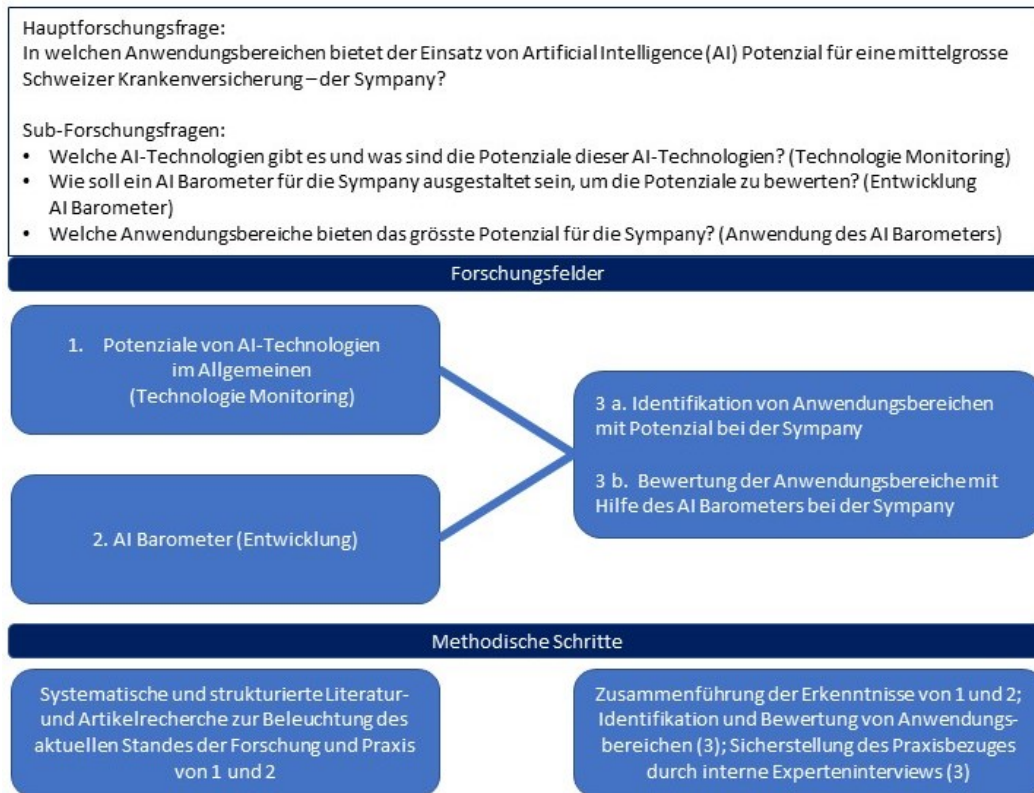 Hauptforschungsfrage:
In welchen Anwendungsbereichen bietet der Einsatz von Artificial Intelligence (AI) Potenzial für eine mittelgrosse
Schweizer Krankenversicherung – der Sympany?
Sub-Forschungsfragen:
• Welche AI-Technologien gibt es und was sind die Potenziale dieser AI-Technologien? (Technologie Monitoring)
• Wie soll ein AI Barometer für die Sympany ausgestaltet sein, um die Potenziale zu bewerten? (Entwicklung
AI Barometer)
• Welche Anwendungsbereiche bieten das grösste Potenzial für die Sympany? (Anwendung des AI Barometers)
Forschungsfelder
1. Potenziale von AI-Technologien
im Allgemeinen
(Technologie Monitoring)
2. AI Barometer (Entwicklung)
3 a. Identifikation von Anwendungsbereichen
mit Potenzial bei der Sympany
3 b. Bewertung der Anwendungsbereiche mit
Hilfe des AI Barometers bei der Sympany
Methodische Schritte
Systematische und strukturierte Literatur-
und Artikelrecherche zur Beleuchtung des
aktuellen Standes der Forschung und Praxis
von 1 und 2
Zusammenführung der Erkenntnisse von 1 und 2;
Identifikation und Bewertung von Anwendungs-
bereichen (3); Sicherstellung des Praxisbezuges
durch interne Experteninterviews (3)